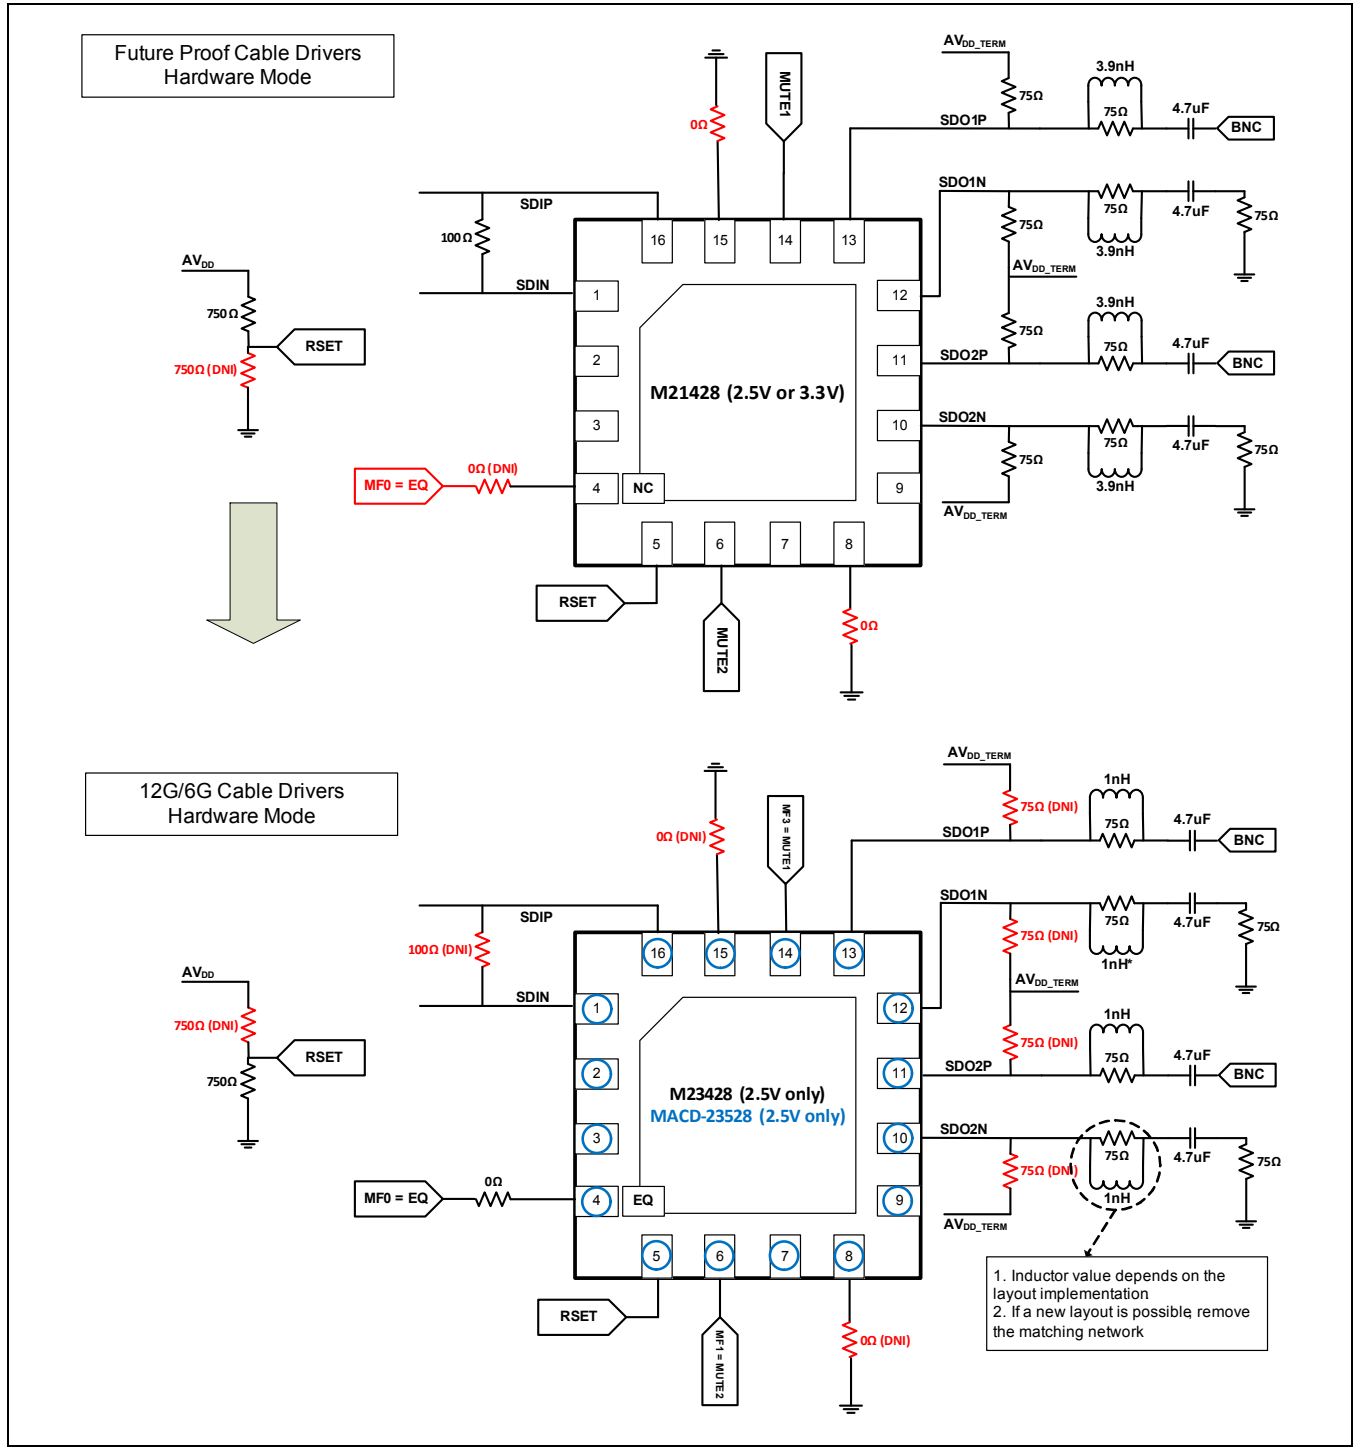 Future Proof Cable Drivers
Hardware Mode
AVDD_TERM
75Ω
3.9nH
75Ω
4.7uF
BNC
SDO1P
MUTE1
0Ω
SDIP
100Ω
SDIN
16
15
14
13
SDO1N
75Ω
75Ω
3.9nH
4.7uF
75Ω
AVDD_TERM
AVDD
750Ω
RSET
750Ω (DNI)
1
2
3
4
NC
M21428 (2.5V or 3.3V)
12
11
10
9
75Ω
3.9nH
75Ω
4.7uF
BNC
SDO2P
SDO2N
75Ω
75Ω
3.9nH
4.7uF
75Ω
AVDD_TERM
MF0 = EQ
0Ω (DNI)
5
6
7
8
RSET
MUTE2
0Ω
12G/6G Cable Drivers
Hardware Mode
AVDD_TERM
75Ω (DNI)
1nH
75Ω
4.7uF
BNC
SDO1P
MF3 = MUTE1
0Ω (DNI)
SDIP
100Ω (DNI)
SDIN
16
15
14
13
SDO1N
75Ω (DNI)
75Ω
1nH*
4.7uF
75Ω
AVDD_TERM
AVDD
750Ω (DNI)
RSET
750Ω
1
2
3
4
EQ
M23428 (2.5V only)
MACD-23528 (2.5V only)
12
11
10
9
75Ω (DNI)
1nH
75Ω
4.7uF
BNC
SDO2P
SDO2N
75Ω (DNI)
75Ω
1nH
4.7uF
75Ω
AVDD_TERM
MF0 = EQ
0Ω
5
6
7
8
RSET
MF1 = MUTE2
0Ω (DNI)
1. Inductor value depends on the
layout implementation
2. If a new layout is possible, remove
the matching network